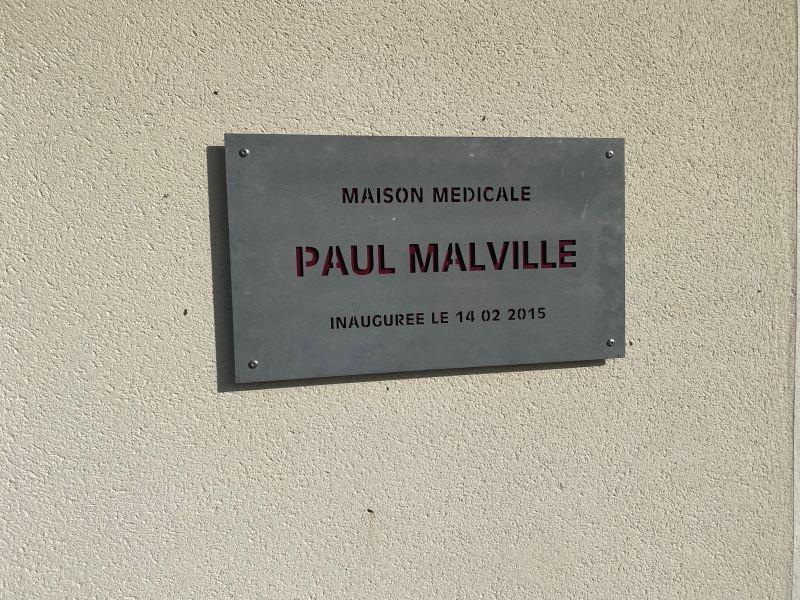 MAISON MEDICALE
PAUL MALVILLE
INAUGUREE LE 14 02 2015